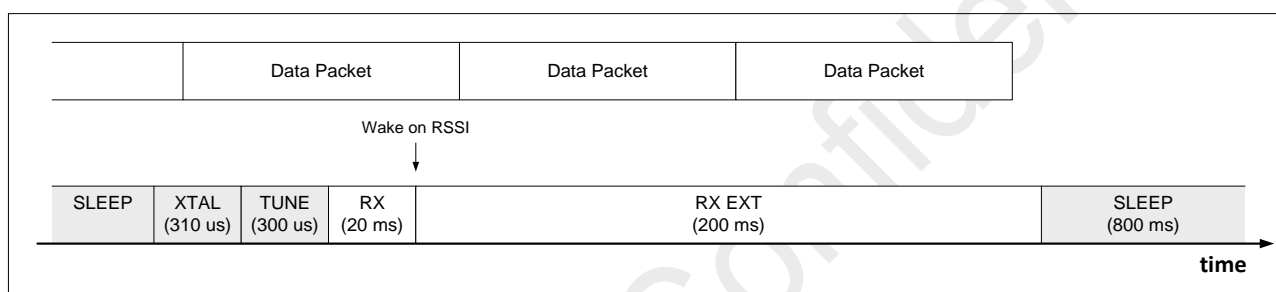 Data Packet
Data Packet
Data Packet
Wake on RSSI
SLEEP
XTAL
(310 us)
TUNE
(300 us)
RX
(20 ms)
RX EXT
(200 ms)
SLEEP
(800 ms)
time